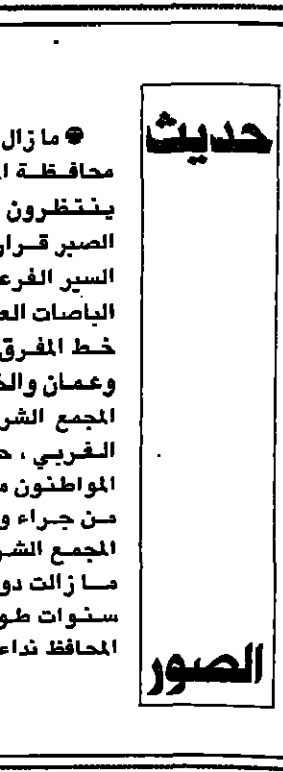 حديث
الصور
● ما زال
محافظة
ينتظرون
الصبر قرار
السير الفرع
الباصات الع
خط المفرق
وعمان والخ
المجمع الشر
الغربي ، ح
المواطنون م
من جراء و
المجمع الشر
ما زالت دو
سنوات طو
المحافظ نداء